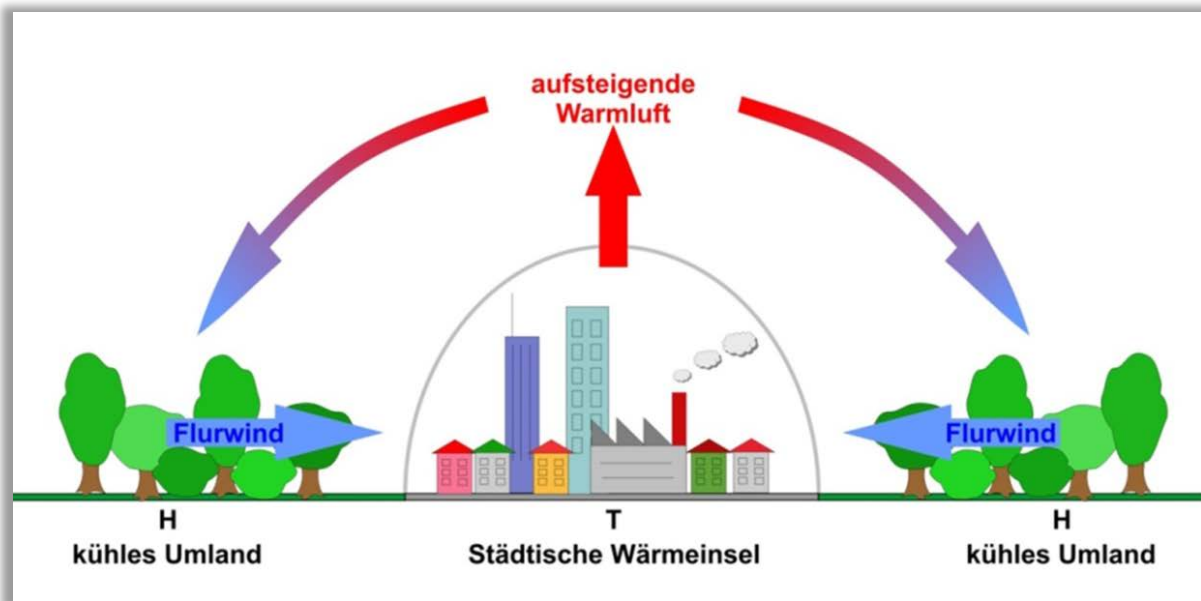 aufsteigende
Warmluft
Flurwind
Flurwind
H
T
H
kühles Umland
Städtische Wärmeinsel
kühles Umland